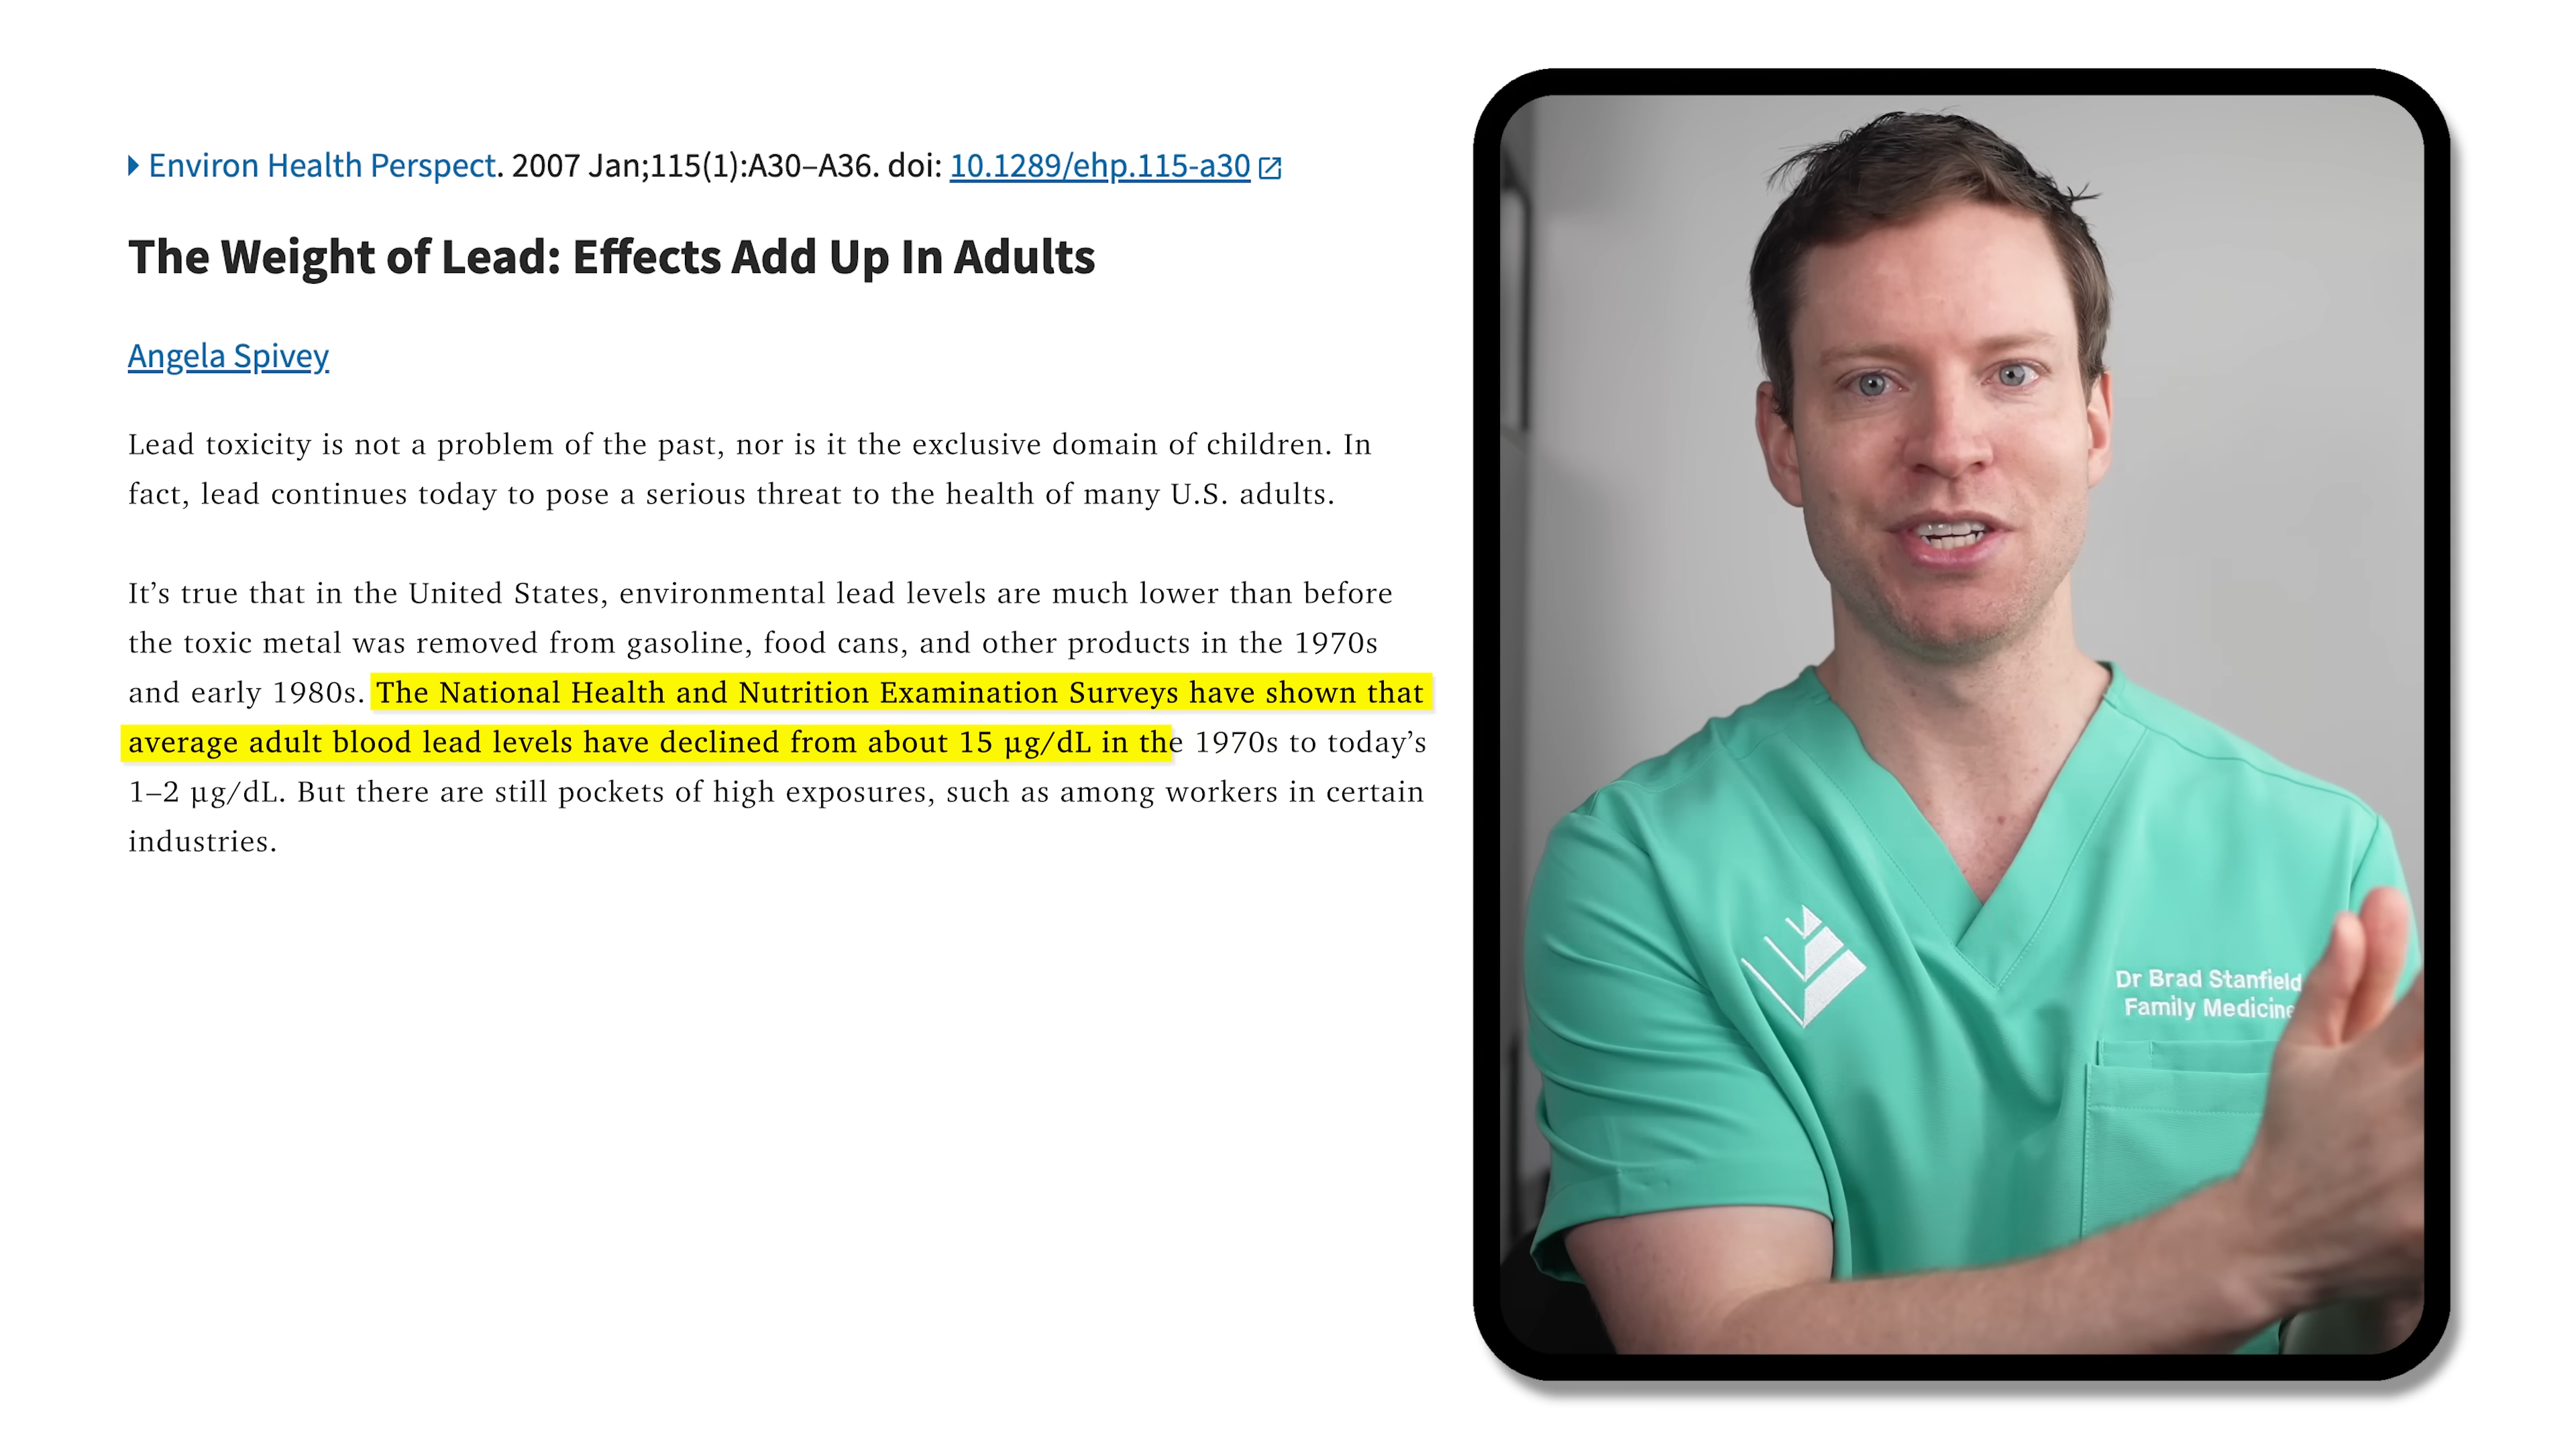 Environ Health Perspect. 2007 Jan;115(1):A30–A36. doi: 10.1289/ehp.115-a30
The Weight of Lead: Effects Add Up In Adults
Angela Spivey
Lead toxicity is not a problem of the past, nor is it the exclusive domain of children. In
fact, lead continues today to pose a serious threat to the health of many U.S. adults.
It’s true that in the United States, environmental lead levels are much lower than before
the toxic metal was removed from gasoline, food cans, and other products in the 1970s
and early 1980s. The National Health and Nutrition Examination Surveys have shown that
average adult blood lead levels have declined from about 15 µg/dL in the 1970s to today’s
1–2 µg/dL. But there are still pockets of high exposures, such as among workers in certain
industries.
Dr Brad Stanfield
Family Medicine